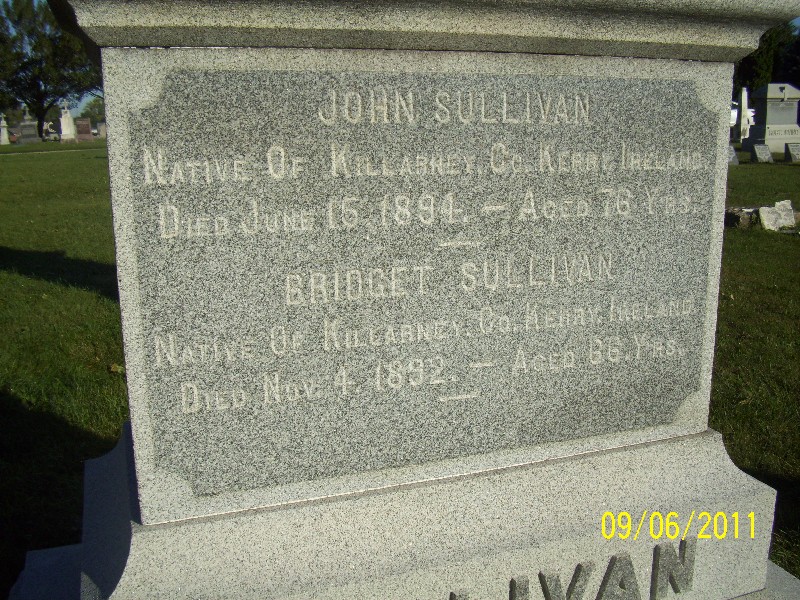 JOHN SULLIVAN
NATIVE OF KILLARNEY, CO. KERRY, IRELAND.
DIED JUNE 15, 1894. — AGED 76 YRS.
BRIDGET SULLIVAN
NATIVE OF KILLARNEY, CO. KERRY, IRELAND
DIED NOV. 4, 1892. — AGED 66 YRS.
LIVAN
09/06/2011